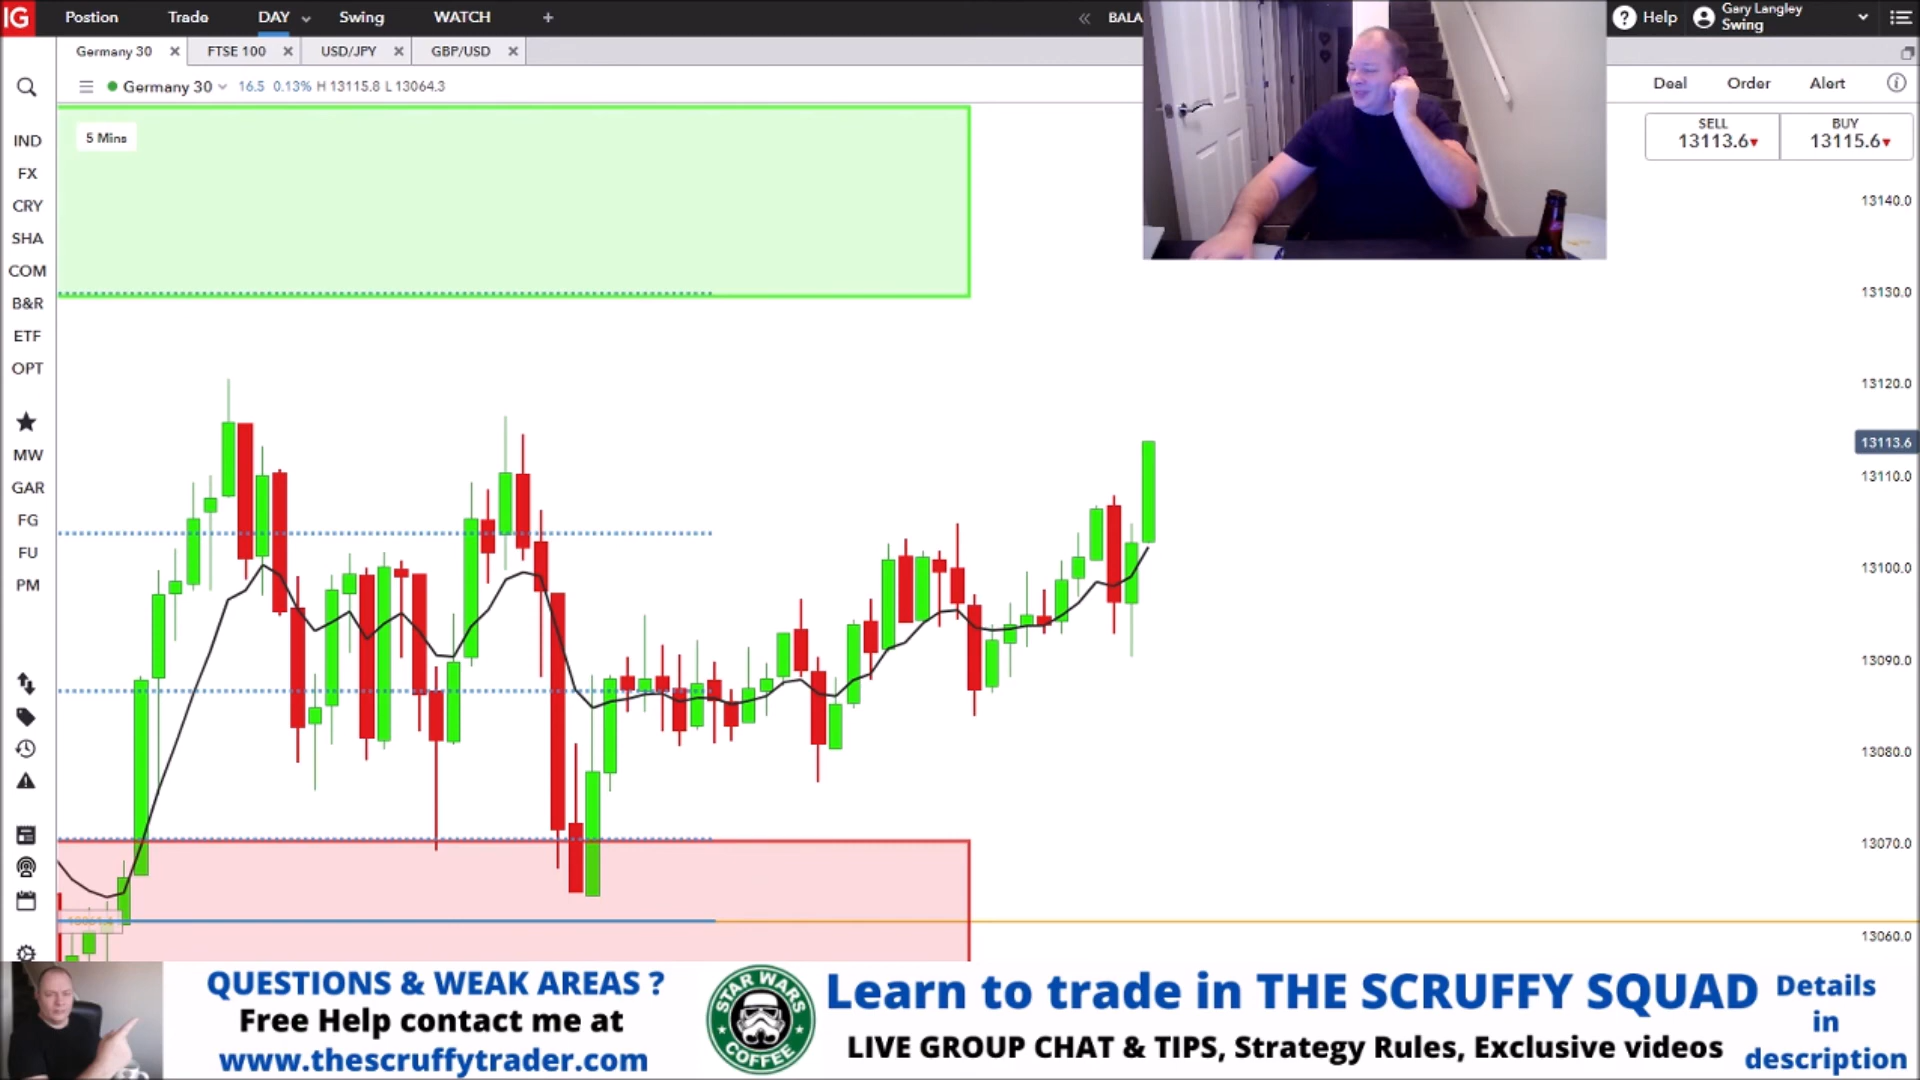 IG Postion Trade DAY Swing WATCH + BALA Help Gary Langley
Swing
Germany 30 FTSE 100 USD/JPY GBP/USD
Germany 30 16.5 0.13% H 13115.8 L 13064.3 Deal Order Alert
5 Mins
SELL BUY
13113.6 13115.6
IND
FX
CRY
SHA
COM
B&R
ETF
OPT
MW
GAR
FG
FU
PM
13140.0
13130.0
13120.0
13113.6
13110.0
13100.0
13090.0
13080.0
13070.0
13060.0
QUESTIONS & WEAK AREAS ?
Free Help contact me at
www.thescruffytrader.com
STAR WARS
COFFEE
Learn to trade in THE SCRUFFY SQUAD
LIVE GROUP CHAT & TIPS, Strategy Rules, Exclusive videos
Details
in
description